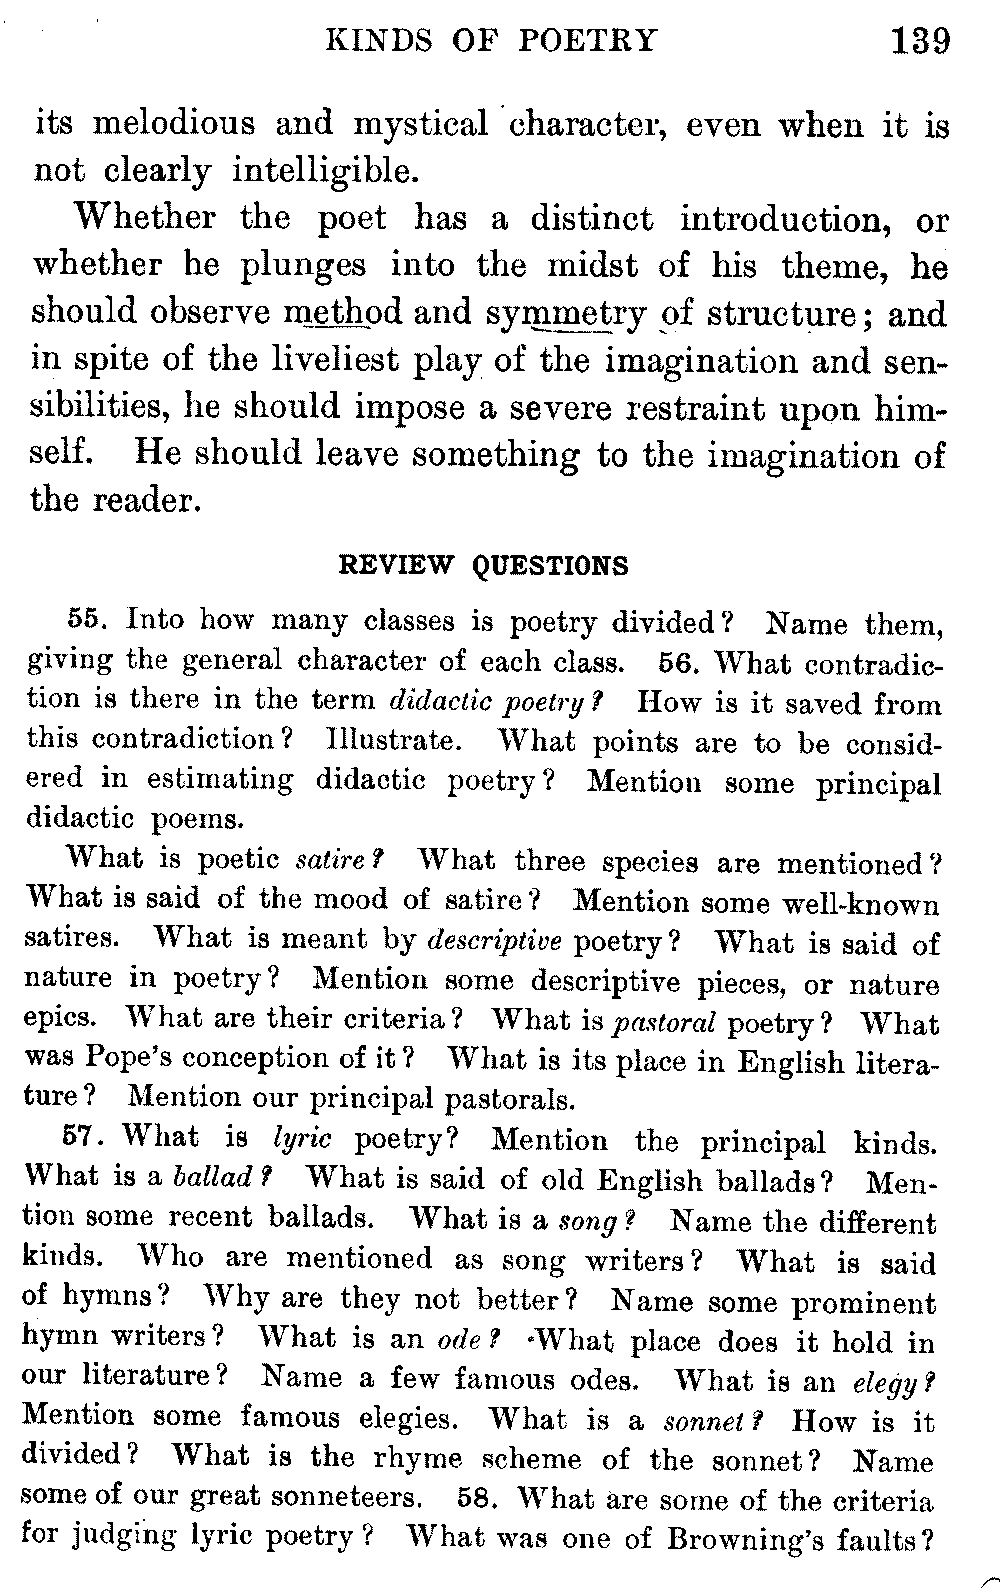 KINDS OF POETRY 139
its melodious and mystical character, even when it is
not clearly intelligible.
Whether the poet has a distinct introduction, or
whether he plunges into the midst of his theme, he
should observe method and symmetry of structure; and
in spite of the liveliest play of the imagination and sen-
sibilities, he should impose a severe restraint upon him-
self. He should leave something to the imagination of
the reader.
REVIEW QUESTIONS
55. Into how many classes is poetry divided? Name them,
giving the general character of each class. 56. What contradic-
tion is there in the term didactic poetry? How is it saved from
this contradiction? Illustrate. What points are to be consid-
ered in estimating didactic poetry? Mention some principal
didactic poems.
What is poetic satire? What three species are mentioned?
What is said of the mood of satire? Mention some well-known
satires. What is meant by descriptive poetry? What is said of
nature in poetry? Mention some descriptive pieces, or nature
epics. What are their criteria? What is pastoral poetry? What
was Pope's conception of it? What is its place in English litera-
ture? Mention our principal pastorals.
57. What is lyric poetry? Mention the principal kinds.
What is a ballad? What is said of old English ballads? Men-
tion some recent ballads. What is a song? Name the different
kinds. Who are mentioned as song writers? What is said
of hymns? Why are they not better? Name some prominent
hymn writers? What is an ode? What place does it hold in
our literature? Name a few famous odes. What is an elegy?
Mention some famous elegies. What is a sonnet? How is it
divided? What is the rhyme scheme of the sonnet? Name
some of our great sonneteers. 58. What are some of the criteria
for judging lyric poetry? What was one of Browning's faults?